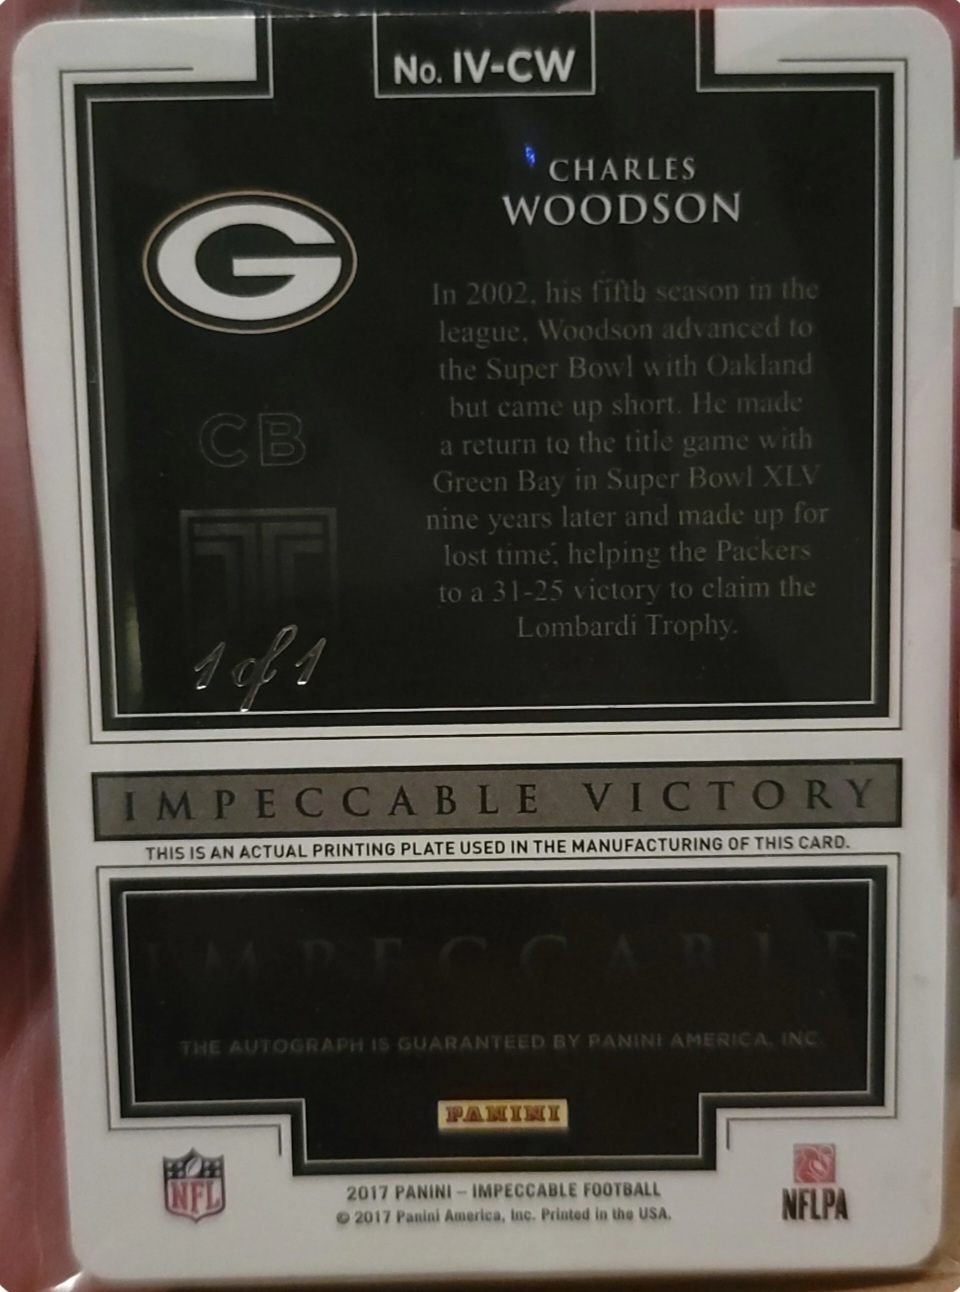 No. IV-CW
CHARLES
WOODSON
G
In 2002, his fifth season in the
league, Woodson advanced to
the Super Bowl with Oakland
but came up short. He made
a return to the title game with
Green Bay in Super Bowl XLV
nine years later and made up for
lost time, helping the Packers
to a 31-25 victory to claim the
Lombardi Trophy.
CB
1 of 1
IMPECCABLE VICTORY
THIS IS AN ACTUAL PRINTING PLATE USED IN THE MANUFACTURING OF THIS CARD.
IMPECCABLE
THE AUTOGRAPH IS GUARANTEED BY PANINI AMERICA, INC.
PANINI
NFL
2017 PANINI – IMPECCABLE FOOTBALL
© 2017 Panini America, Inc. Printed in the USA.
NFLPA